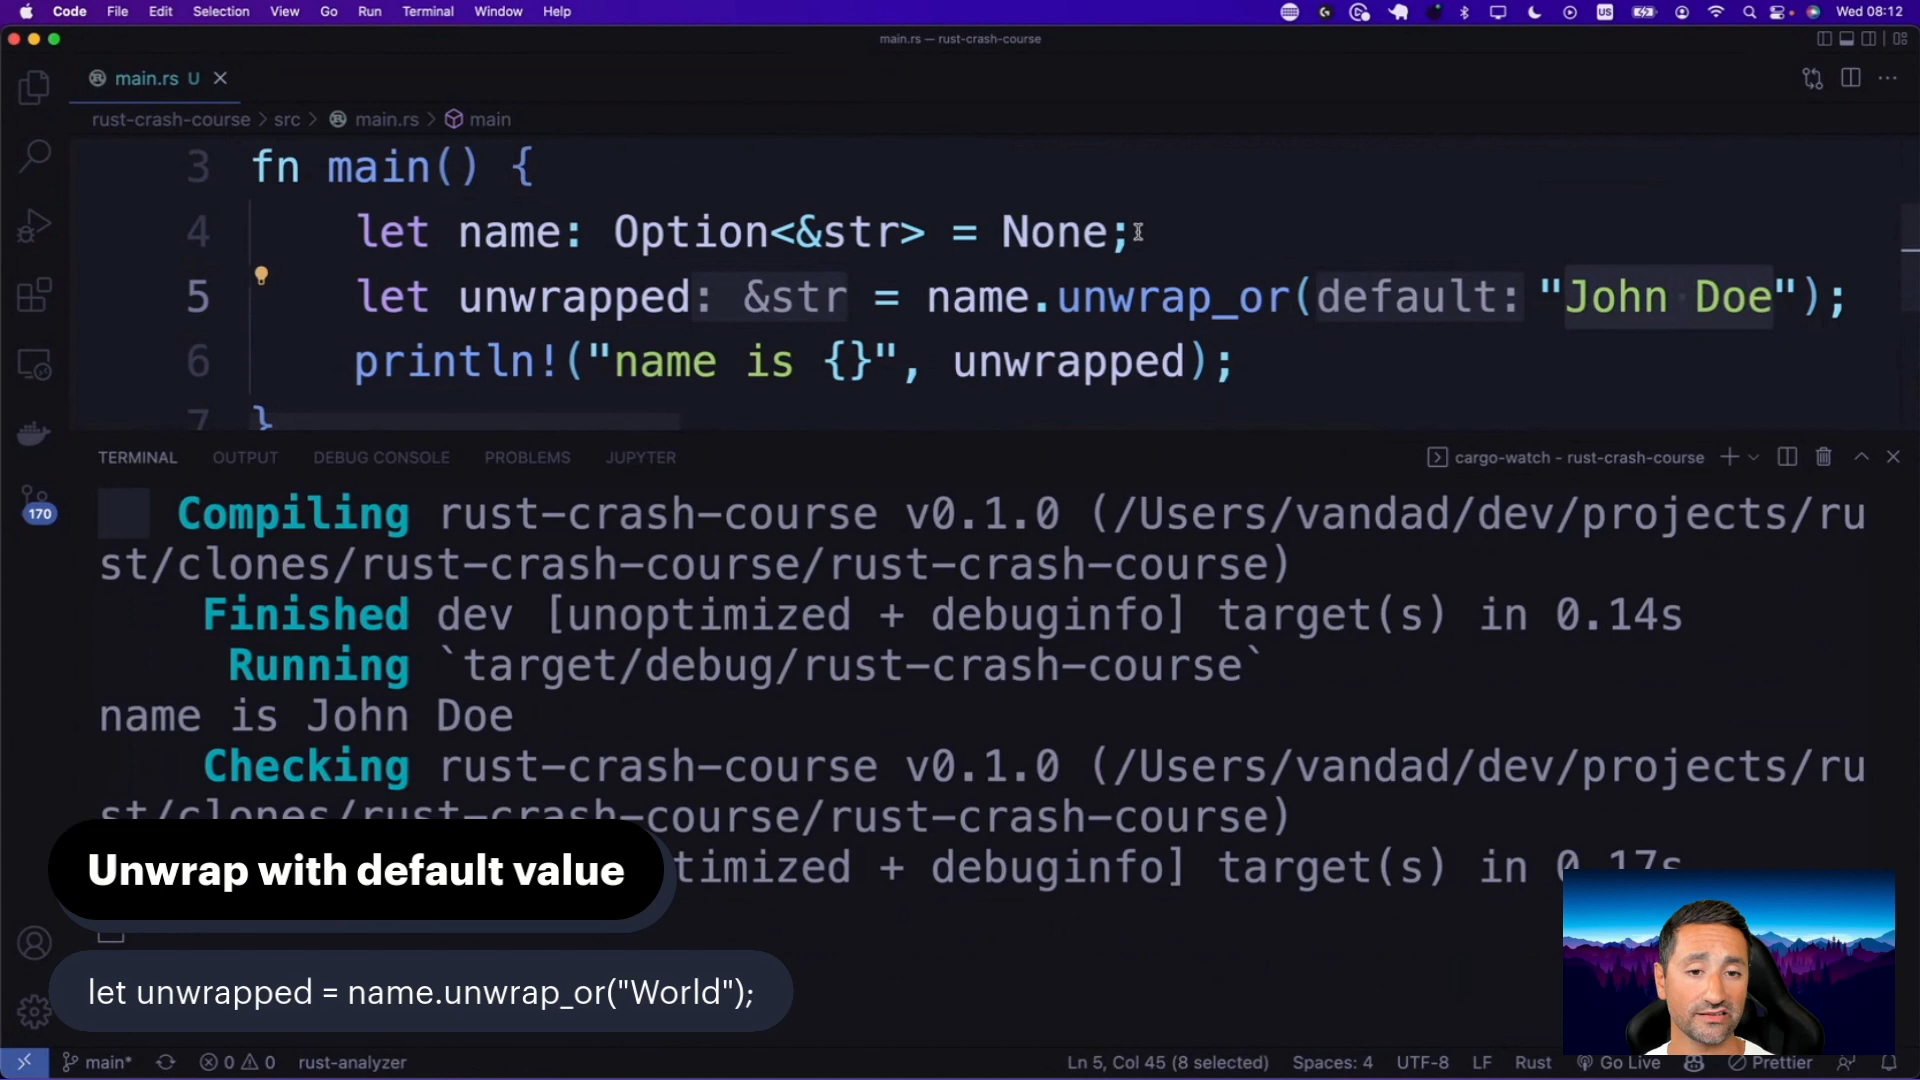 Code File Edit Selection View Go Run Terminal Window Help US Wed 08:12
main.rs — rust-crash-course
main.rs U
rust-crash-course > src > main.rs > main
3 fn main() {
4 let name: Option<&str> = None;
5 let unwrapped: &str = name.unwrap_or(default: "John Doe");
6 println!("name is {}", unwrapped);
7 }
TERMINAL OUTPUT DEBUG CONSOLE PROBLEMS JUPYTER cargo-watch - rust-crash-course
Compiling rust-crash-course v0.1.0 (/Users/vandad/dev/projects/ru
st/clones/rust-crash-course/rust-crash-course)
Finished dev [unoptimized + debuginfo] target(s) in 0.14s
Running `target/debug/rust-crash-course`
name is John Doe
Checking rust-crash-course v0.1.0 (/Users/vandad/dev/projects/ru
st/clones/rust-crash-course/rust-crash-course)
timized + debuginfo] target(s) in 0.17s
170
Unwrap with default value
let unwrapped = name.unwrap_or("World");
main* 0 0 rust-analyzer Ln 5, Col 45 (8 selected) Spaces: 4 UTF-8 LF Rust Go Live Prettier